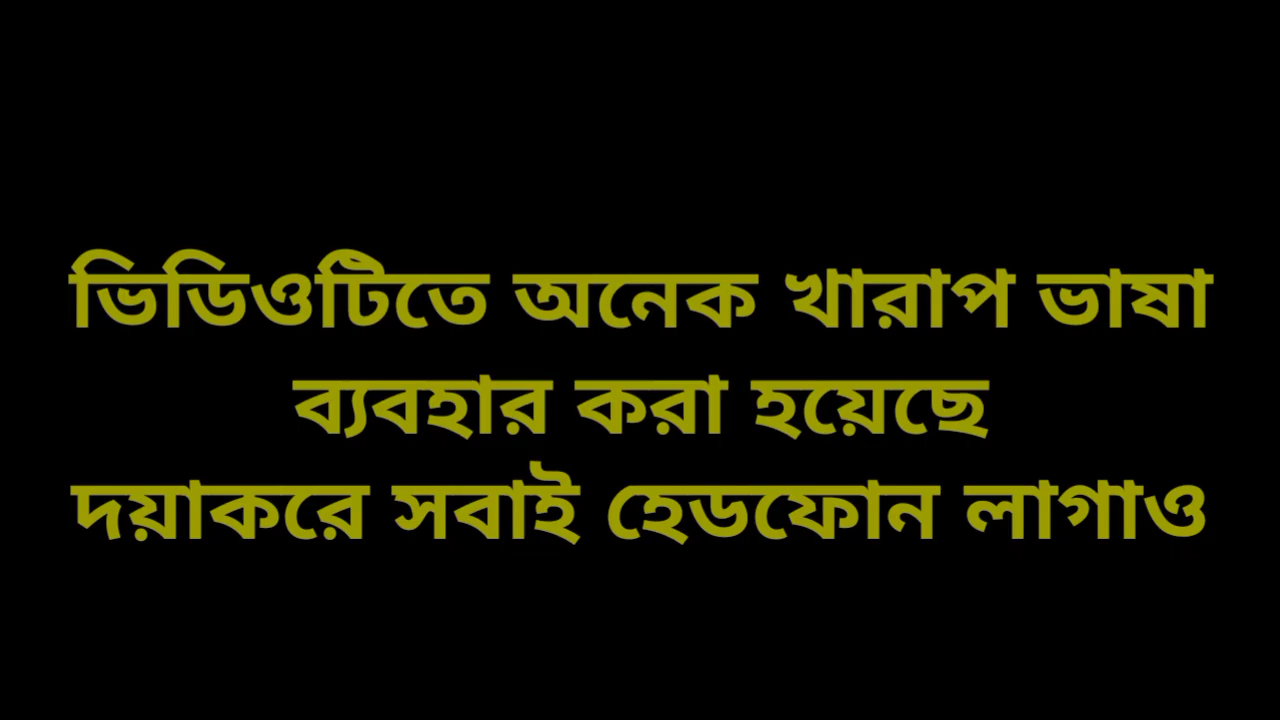 ভিডিওটিতে অনেক খারাপ ভাষা
ব্যবহার করা হয়েছে
দয়াকরে সবাই হেডফোন লাগাও